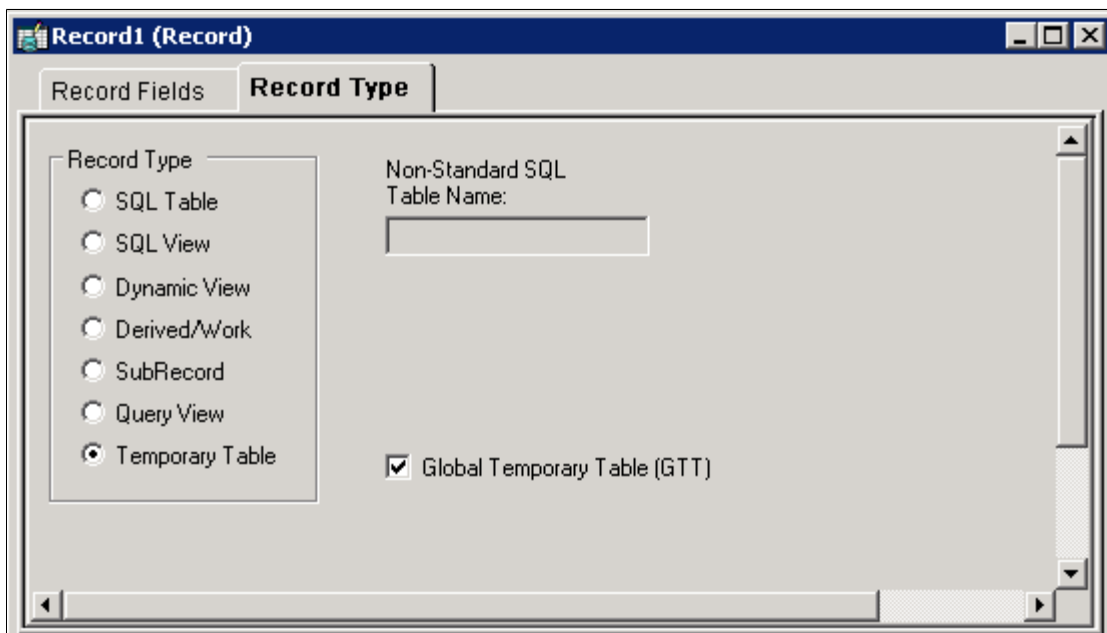 Record1 (Record)
Record Fields
Record Type
Record Type
SQL Table
SQL View
Dynamic View
Derived/Work
SubRecord
Query View
Temporary Table
Non-Standard SQL
Table Name:
Global Temporary Table (GTT)